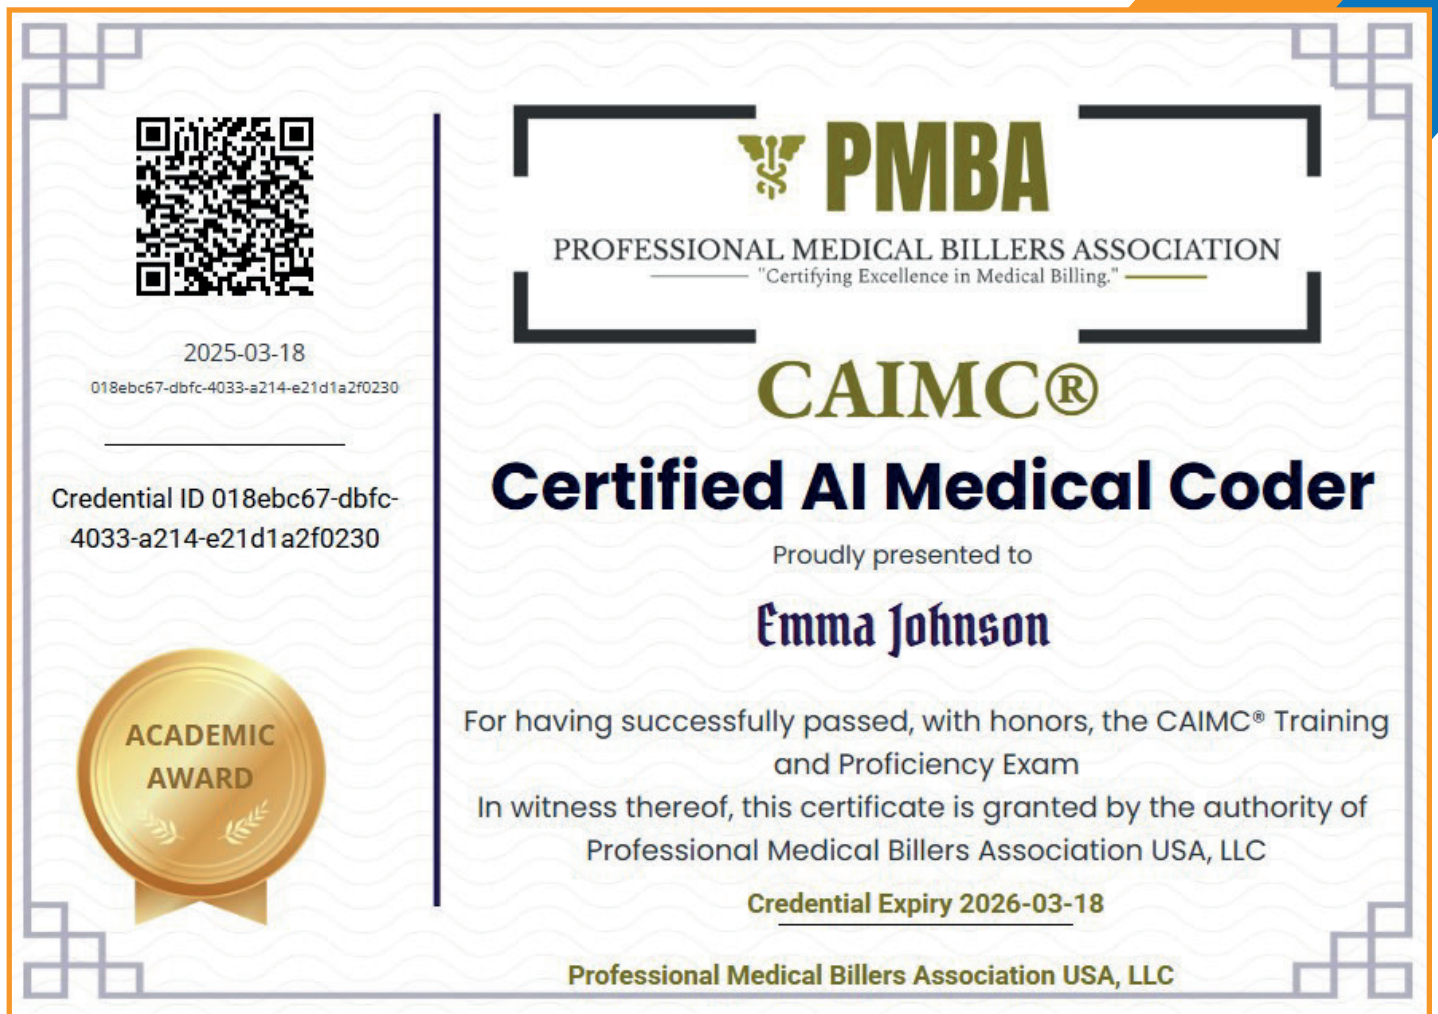 2025-03-18
018ebc67-dbfc-4033-a214-e21d1a2f0230
Credential ID 018ebc67-dbfc-
4033-a214-e21d1a2f0230
ACADEMIC
AWARD
PMBA
PROFESSIONAL MEDICAL BILLERS ASSOCIATION
"Certifying Excellence in Medical Billing."
CAIMC®
Certified AI Medical Coder
Proudly presented to
Emma Johnson
For having successfully passed, with honors, the CAIMC® Training
and Proficiency Exam
In witness thereof, this certificate is granted by the authority of
Professional Medical Billers Association USA, LLC
Credential Expiry 2026-03-18
Professional Medical Billers Association USA, LLC